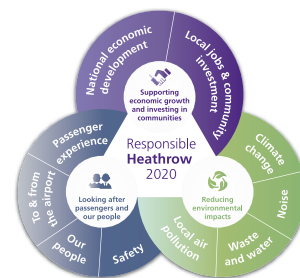 National economic
development
Local jobs & community
investment
Supporting
economic growth
and investing in
communities
Responsible
Heathrow
2020
Passenger
experience
To & from
the airport
Our
people
Safety
Looking after
passengers and
our people
Climate
change
Noise
Waste
and water
Local air
pollution
Reducing
environmental
impacts